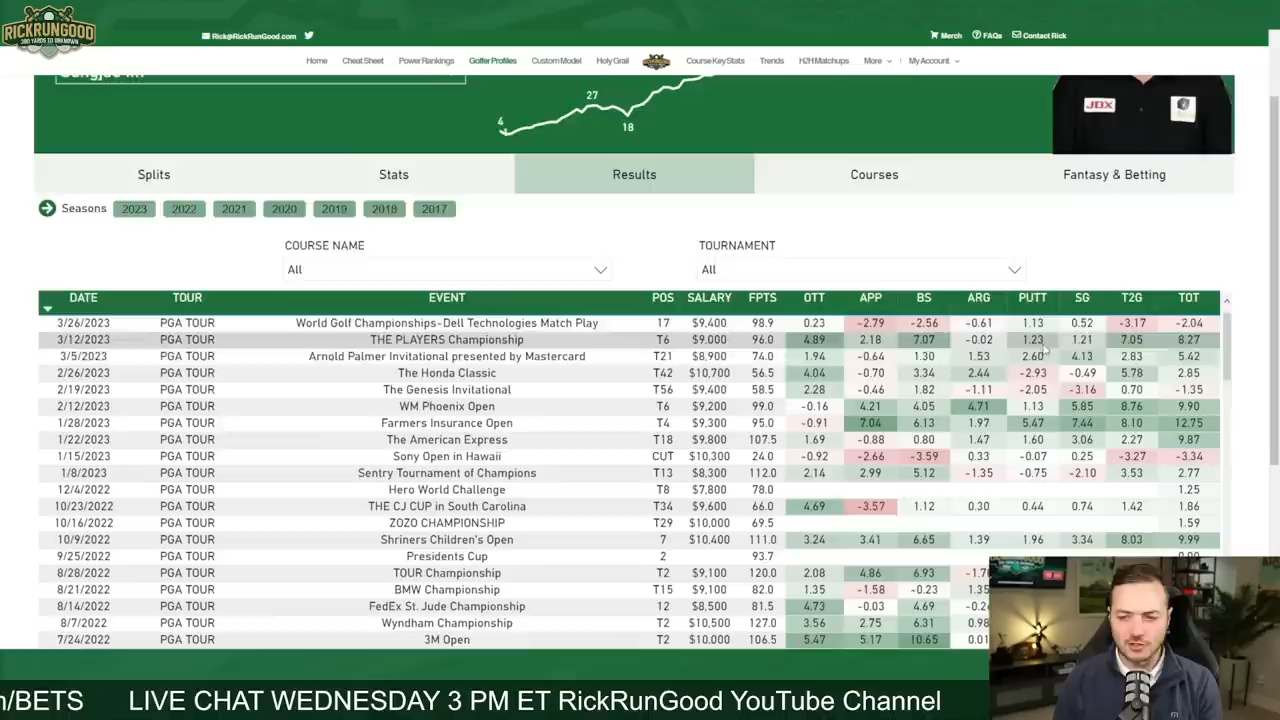 RICKRUNGOOD
300 YARDS TO UNKNOWN
Rick@RickRunGood.com
Merch FAQs Contact Rick
Home Cheat Sheet Power Rankings Golfer Profiles Custom Model Holy Grail Course Key Stats Trends H2H Matchups More My Account
4 27 18
JDX
Splits Stats Results Courses Fantasy & Betting
Seasons 2023 2022 2021 2020 2019 2018 2017
COURSE NAME TOURNAMENT
All All
DATE TOUR EVENT POS SALARY FPTS OTT APP BS ARG PUTT SG T2G TOT
3/26/2023 PGA TOUR World Golf Championships-Dell Technologies Match Play 17 $9,400 98.9 0.23 -2.79 -2.56 -0.61 1.13 0.52 -3.17 -2.04
3/12/2023 PGA TOUR THE PLAYERS Championship T6 $9,000 96.0 4.89 2.18 7.07 -0.02 1.23 1.21 7.05 8.27
3/5/2023 PGA TOUR Arnold Palmer Invitational presented by Mastercard T21 $8,900 74.0 1.94 -0.64 1.30 1.53 2.60 4.13 2.83 5.42
2/26/2023 PGA TOUR The Honda Classic T42 $10,700 56.5 4.04 -0.70 3.34 2.44 -2.93 -0.49 5.78 2.85
2/19/2023 PGA TOUR The Genesis Invitational T56 $9,400 58.5 2.28 -0.46 1.82 -1.11 -2.05 -3.16 0.70 -1.35
2/12/2023 PGA TOUR WM Phoenix Open T6 $9,200 99.0 -0.16 4.21 4.05 4.71 1.13 5.85 8.76 9.90
1/28/2023 PGA TOUR Farmers Insurance Open T4 $9,300 95.0 -0.91 7.04 6.13 1.97 5.47 7.44 8.10 12.75
1/22/2023 PGA TOUR The American Express T18 $9,800 107.5 1.69 -0.88 0.80 1.47 1.60 3.06 2.27 9.87
1/15/2023 PGA TOUR Sony Open in Hawaii CUT $10,300 24.0 -0.92 -2.66 -3.59 0.33 -0.07 0.25 -3.27 -3.34
1/8/2023 PGA TOUR Sentry Tournament of Champions T13 $8,300 112.0 2.14 2.99 5.12 -1.35 -0.75 -2.10 3.53 2.77
12/4/2022 PGA TOUR Hero World Challenge T8 $7,800 78.0 1.25
10/23/2022 PGA TOUR THE CJ CUP in South Carolina T34 $9,600 66.0 4.69 -3.57 1.12 0.30 0.44 0.74 1.42 1.86
10/16/2022 PGA TOUR ZOZO CHAMPIONSHIP T29 $10,000 69.5 1.59
10/9/2022 PGA TOUR Shriners Children's Open 7 $10,400 111.0 3.24 3.41 6.65 1.39 1.96 3.34 8.03 9.99
9/25/2022 PGA TOUR Presidents Cup 2 93.7
8/28/2022 PGA TOUR TOUR Championship T2 $9,100 120.0 2.08 4.86 6.93
8/21/2022 PGA TOUR BMW Championship T15 $9,100 82.0 1.35 -1.58 -0.23 1.35
8/14/2022 PGA TOUR FedEx St. Jude Championship 12 $8,500 81.5 4.73 -0.03 4.69
8/7/2022 PGA TOUR Wyndham Championship T2 $10,500 127.0 3.56 2.75 6.31 0.98
7/24/2022 PGA TOUR 3M Open T2 $10,000 106.5 5.47 5.17 10.65 0.01
n/BETS LIVE CHAT WEDNESDAY 3 PM ET RickRunGood YouTube Channel